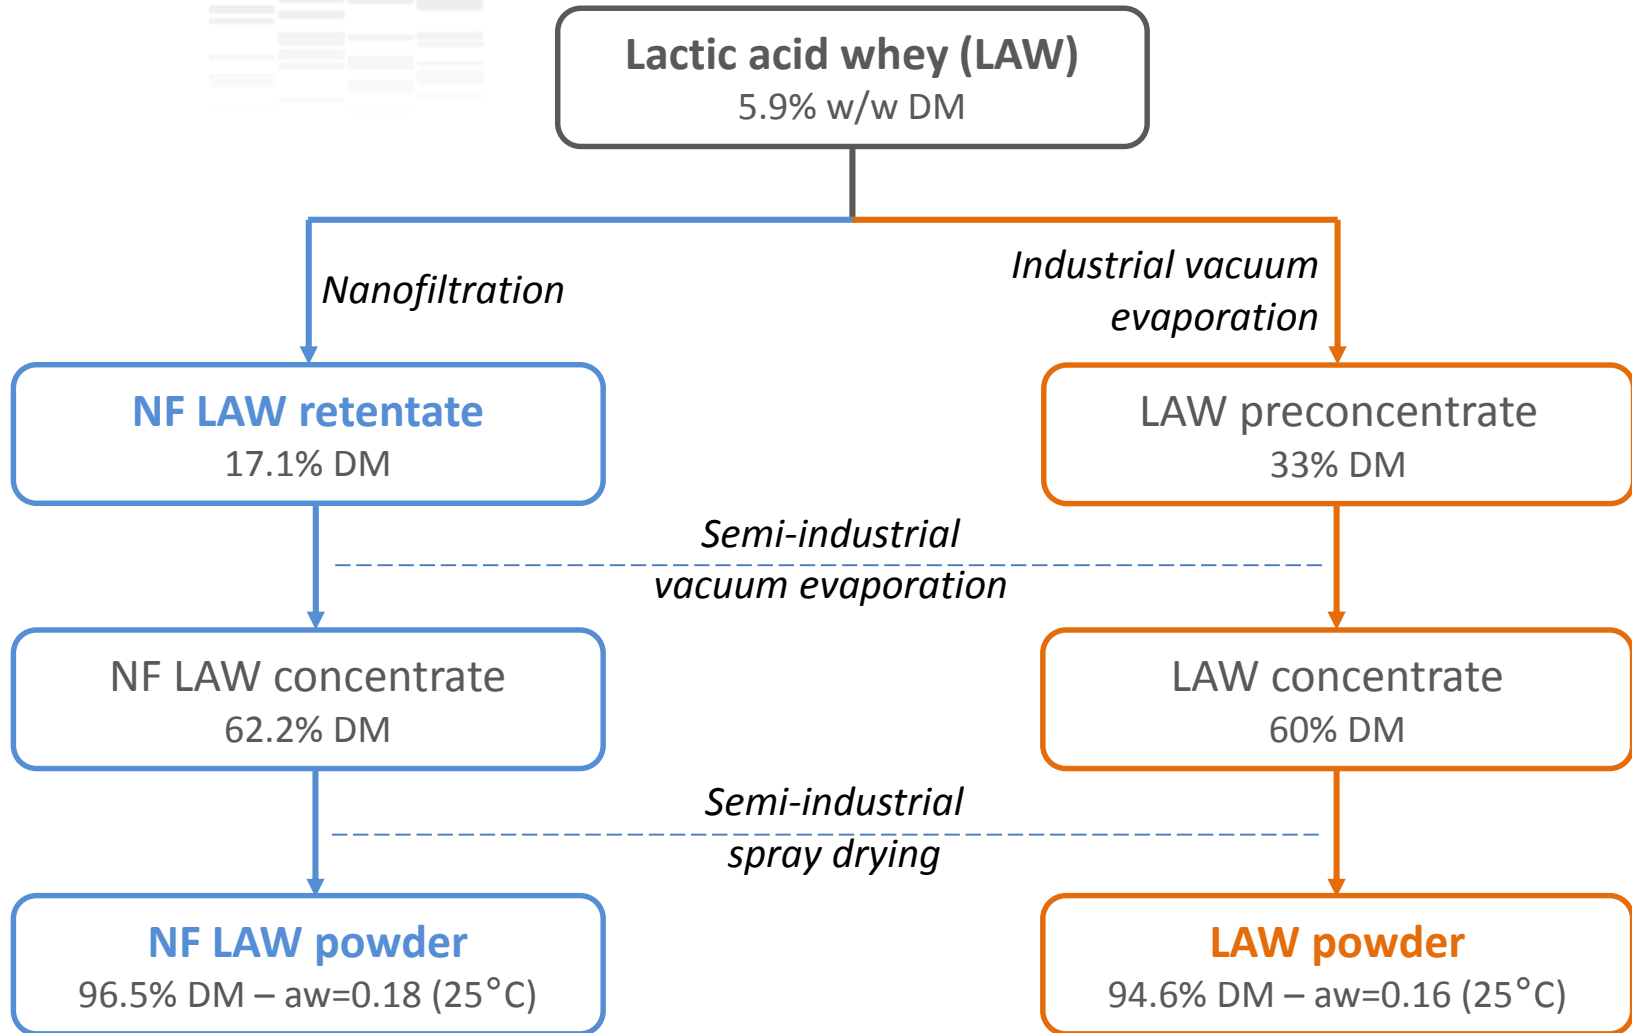 Lactic acid whey (LAW)
5.9% w/w DM
Nanofiltration
Industrial vacuum
evaporation
NF LAW retentate
17.1% DM
LAW preconcentrate
33% DM
Semi-industrial
vacuum evaporation
NF LAW concentrate
62.2% DM
LAW concentrate
60% DM
Semi-industrial
spray drying
NF LAW powder
96.5% DM – aw=0.18 (25°C)
LAW powder
94.6% DM – aw=0.16 (25°C)